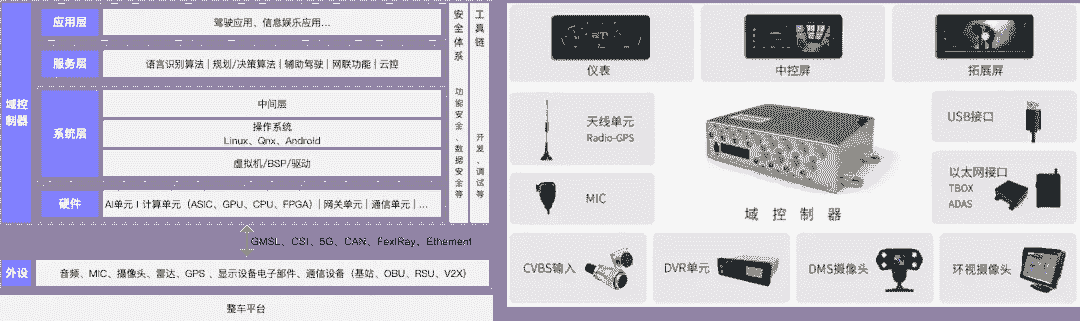 域控制器
应用层
驾驶应用、信息娱乐应用...
服务层
语言识别算法 | 规划/决策算法 | 辅助驾驶 | 网联功能 | 云控
系统层
中间层
操作系统
Linux、Qnx、Android
虚拟机/BSP/驱动
硬件
AI单元 | 计算单元（ASIC、GPU、CPU、FPGA）| 网关单元 | 通信单元 | ...
安全体系
功能安全、数据安全等
工具链
开发、调试等
GMSL、CSI、5G、CAN、FexlRay、Ethernet
外设
音频、MIC、摄像头、雷达、GPS、显示设备电子部件、通信设备（基站、OBU、RSU、V2X）
整车平台
仪表
中控屏
拓展屏
天线单元
Radio-GPS
MIC
域控制器
USB接口
以太网接口
TBOX
ADAS
CVBS输入
DVR单元
DMS摄像头
环视摄像头